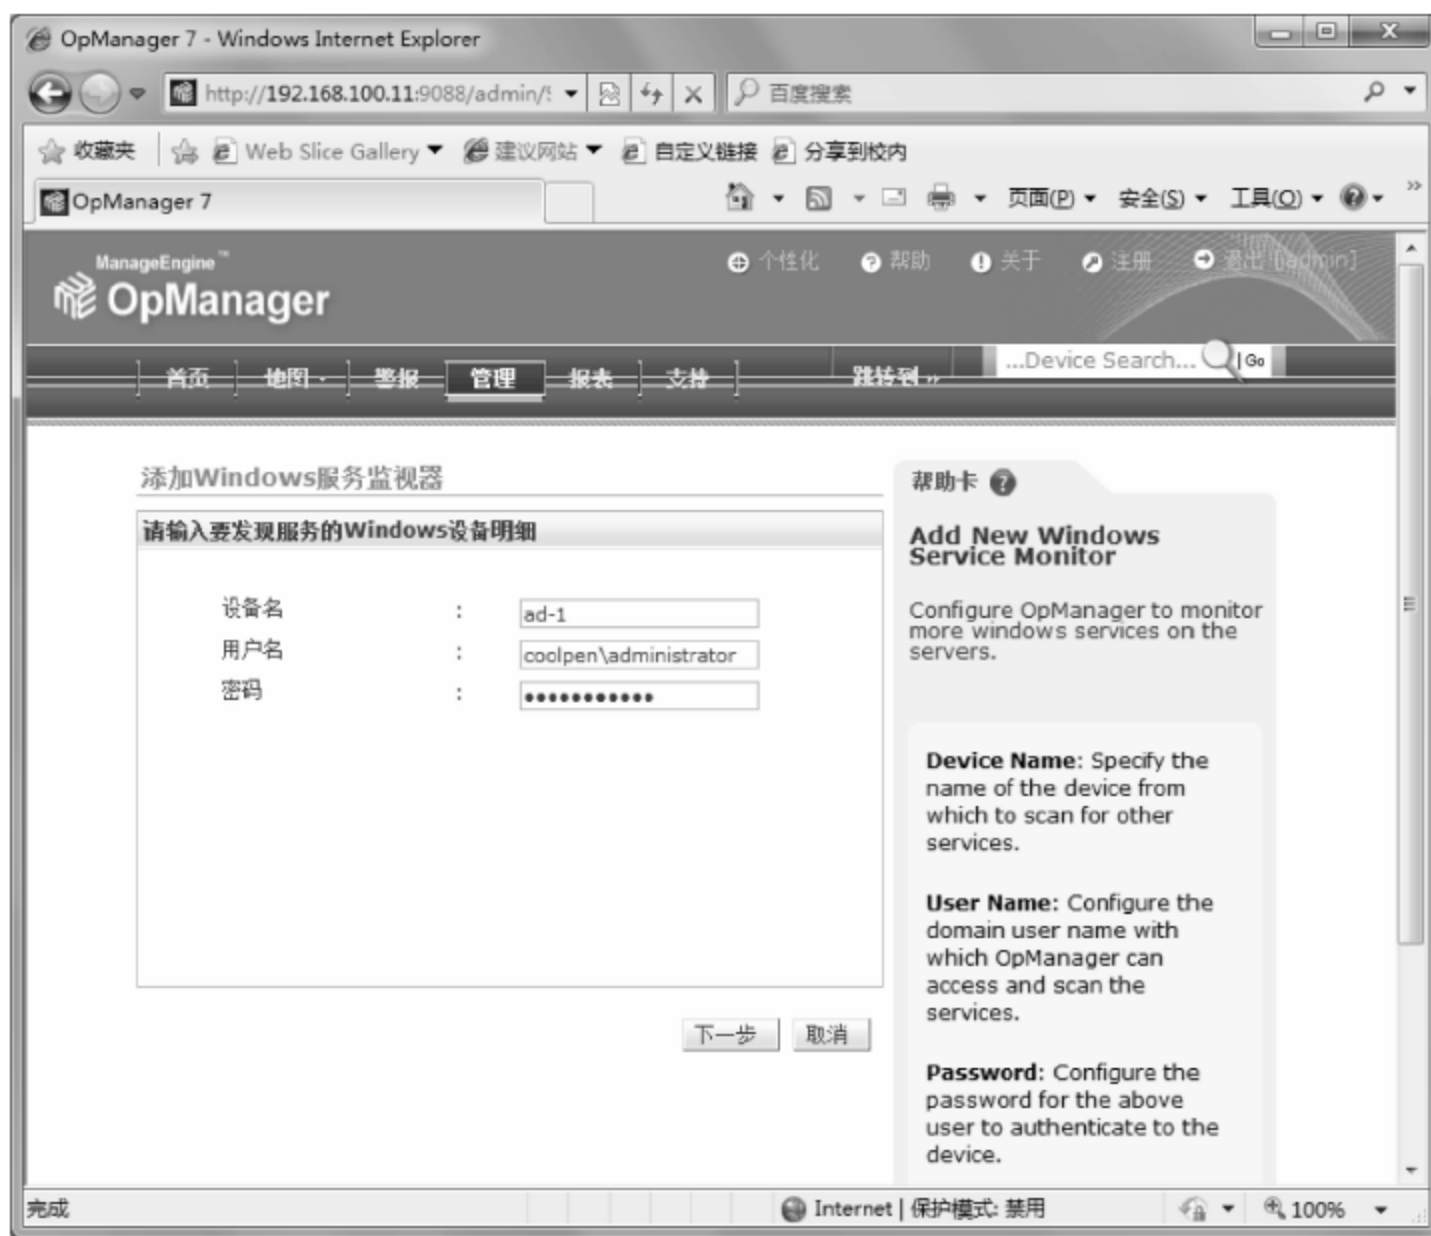 OpManager 7 - Windows Internet Explorer
http://192.168.100.11:9088/admin/
百度搜索
收藏夹 Web Slice Gallery 建议网站 自定义链接 分享到校内
OpManager 7
页面(P) 安全(S) 工具(O)
ManageEngine™
OpManager
个性化 帮助 关于 注册 退出 [admin]
首页 地图 警报 管理 报表 支持 跳转到
...Device Search... Go
添加Windows服务监视器
请输入要发现服务的Windows设备明细
设备名 : ad-1
用户名 : coolpen\administrator
密码 : •••••••••••
下一步 取消
帮助卡
Add New Windows
Service Monitor
Configure OpManager to monitor
more windows services on the
servers.
Device Name: Specify the
name of the device from
which to scan for other
services.
User Name: Configure the
domain user name with
which OpManager can
access and scan the
services.
Password: Configure the
password for the above
user to authenticate to the
device.
完成
Internet | 保护模式: 禁用
100%